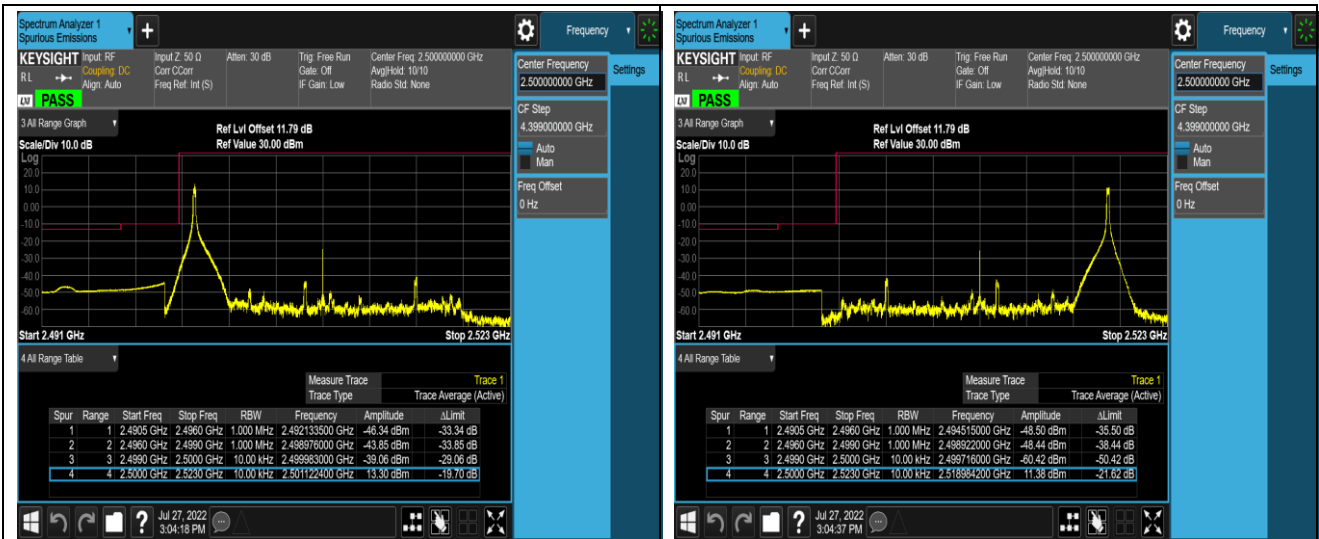 Spectrum Analyzer 1
Spurious Emissions
+
Frequency
KEYSIGHT Input: RF Input Z: 50 Ω Atten: 30 dB Trig: Free Run Center Freq: 2.500000000 GHz
RL Coupling: DC Corr CCorr Gate: Off Avg|Hold: 10/10
Align: Auto Freq Ref: Int (S) IF Gain: Low Radio Std: None
LXI PASS
Center Frequency
2.500000000 GHz
Settings
CF Step
4.399000000 GHz
Auto
Man
Freq Offset
0 Hz
3 All Range Graph
Ref Lvl Offset 11.79 dB
Scale/Div 10.0 dB Ref Value 30.00 dBm
Log
20.0
10.0
0.00
-10.0
-20.0
-30.0
-40.0
-50.0
-60.0
Start 2.491 GHz Stop 2.523 GHz
4 All Range Table
Measure Trace Trace 1
Trace Type Trace Average (Active)
Spur Range Start Freq Stop Freq RBW Frequency Amplitude ΔLimit
1 1 2.4905 GHz 2.4960 GHz 1.000 MHz 2.492133500 GHz -46.34 dBm -33.34 dB
2 2 2.4960 GHz 2.4990 GHz 1.000 MHz 2.498976000 GHz -43.85 dBm -33.85 dB
3 3 2.4990 GHz 2.5000 GHz 10.00 kHz 2.499983000 GHz -39.06 dBm -29.06 dB
4 4 2.5000 GHz 2.5230 GHz 10.00 kHz 2.501122400 GHz 13.30 dBm -19.70 dB
? Jul 27, 2022
3:04:18 PM
Spectrum Analyzer 1
Spurious Emissions
+
Frequency
KEYSIGHT Input: RF Input Z: 50 Ω Atten: 30 dB Trig: Free Run Center Freq: 2.500000000 GHz
RL Coupling: DC Corr CCorr Gate: Off Avg|Hold: 10/10
Align: Auto Freq Ref: Int (S) IF Gain: Low Radio Std: None
LXI PASS
Center Frequency
2.500000000 GHz
Settings
CF Step
4.399000000 GHz
Auto
Man
Freq Offset
0 Hz
3 All Range Graph
Ref Lvl Offset 11.79 dB
Scale/Div 10.0 dB Ref Value 30.00 dBm
Log
20.0
10.0
0.00
-10.0
-20.0
-30.0
-40.0
-50.0
-60.0
Start 2.491 GHz Stop 2.523 GHz
4 All Range Table
Measure Trace Trace 1
Trace Type Trace Average (Active)
Spur Range Start Freq Stop Freq RBW Frequency Amplitude ΔLimit
1 1 2.4905 GHz 2.4960 GHz 1.000 MHz 2.494515000 GHz -48.50 dBm -35.50 dB
2 2 2.4960 GHz 2.4990 GHz 1.000 MHz 2.498922000 GHz -48.44 dBm -38.44 dB
3 3 2.4990 GHz 2.5000 GHz 10.00 kHz 2.499716000 GHz -60.42 dBm -50.42 dB
4 4 2.5000 GHz 2.5230 GHz 10.00 kHz 2.518984200 GHz 11.38 dBm -21.62 dB
? Jul 27, 2022
3:04:37 PM